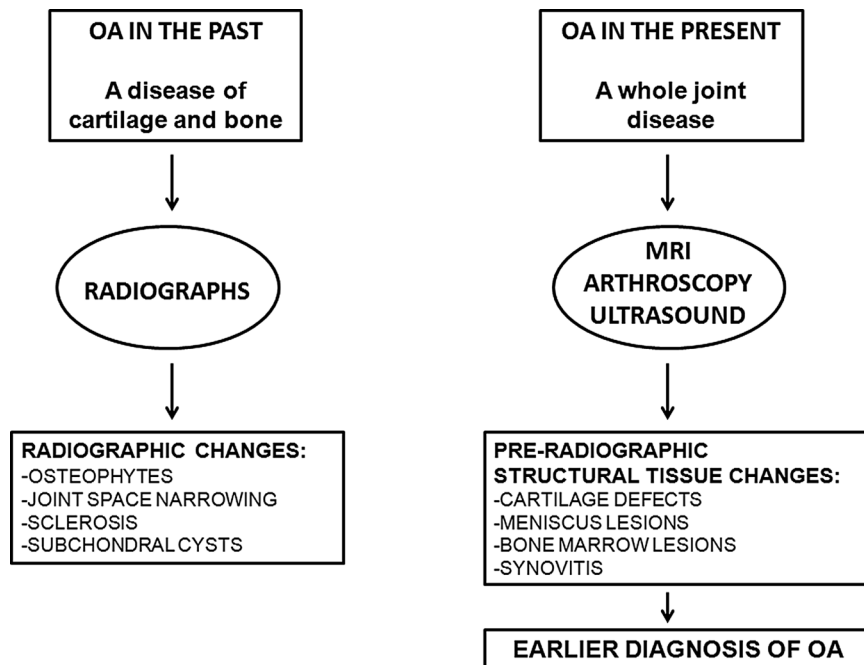 OA IN THE PAST
A disease of
cartilage and bone
RADIOGRAPHS
RADIOGRAPHIC CHANGES:
-OSTEOPHYTES
-JOINT SPACE NARROWING
-SCLEROSIS
-SUBCHONDRAL CYSTS
OA IN THE PRESENT
A whole joint
disease
MRI
ARTHROSCOPY
ULTRASOUND
PRE-RADIOGRAPHIC
STRUCTURAL TISSUE CHANGES:
-CARTILAGE DEFECTS
-MENISCUS LESIONS
-BONE MARROW LESIONS
-SYNOVITIS
EARLIER DIAGNOSIS OF OA